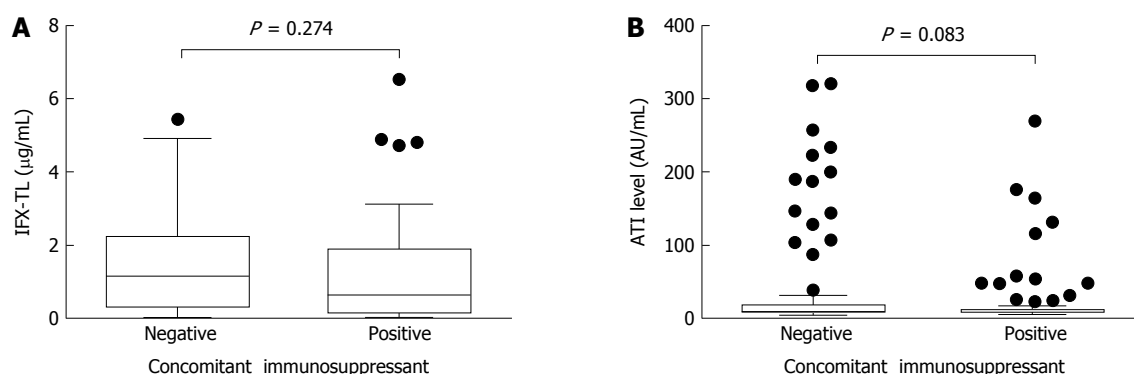 A
P = 0.274
IFX-TL (µg/mL)
8
6
4
2
0
Negative
Positive
Concomitant immunosuppressant
B
P = 0.083
ATI level (AU/mL)
400
300
200
100
0
Negative
Positive
Concomitant immunosuppressant